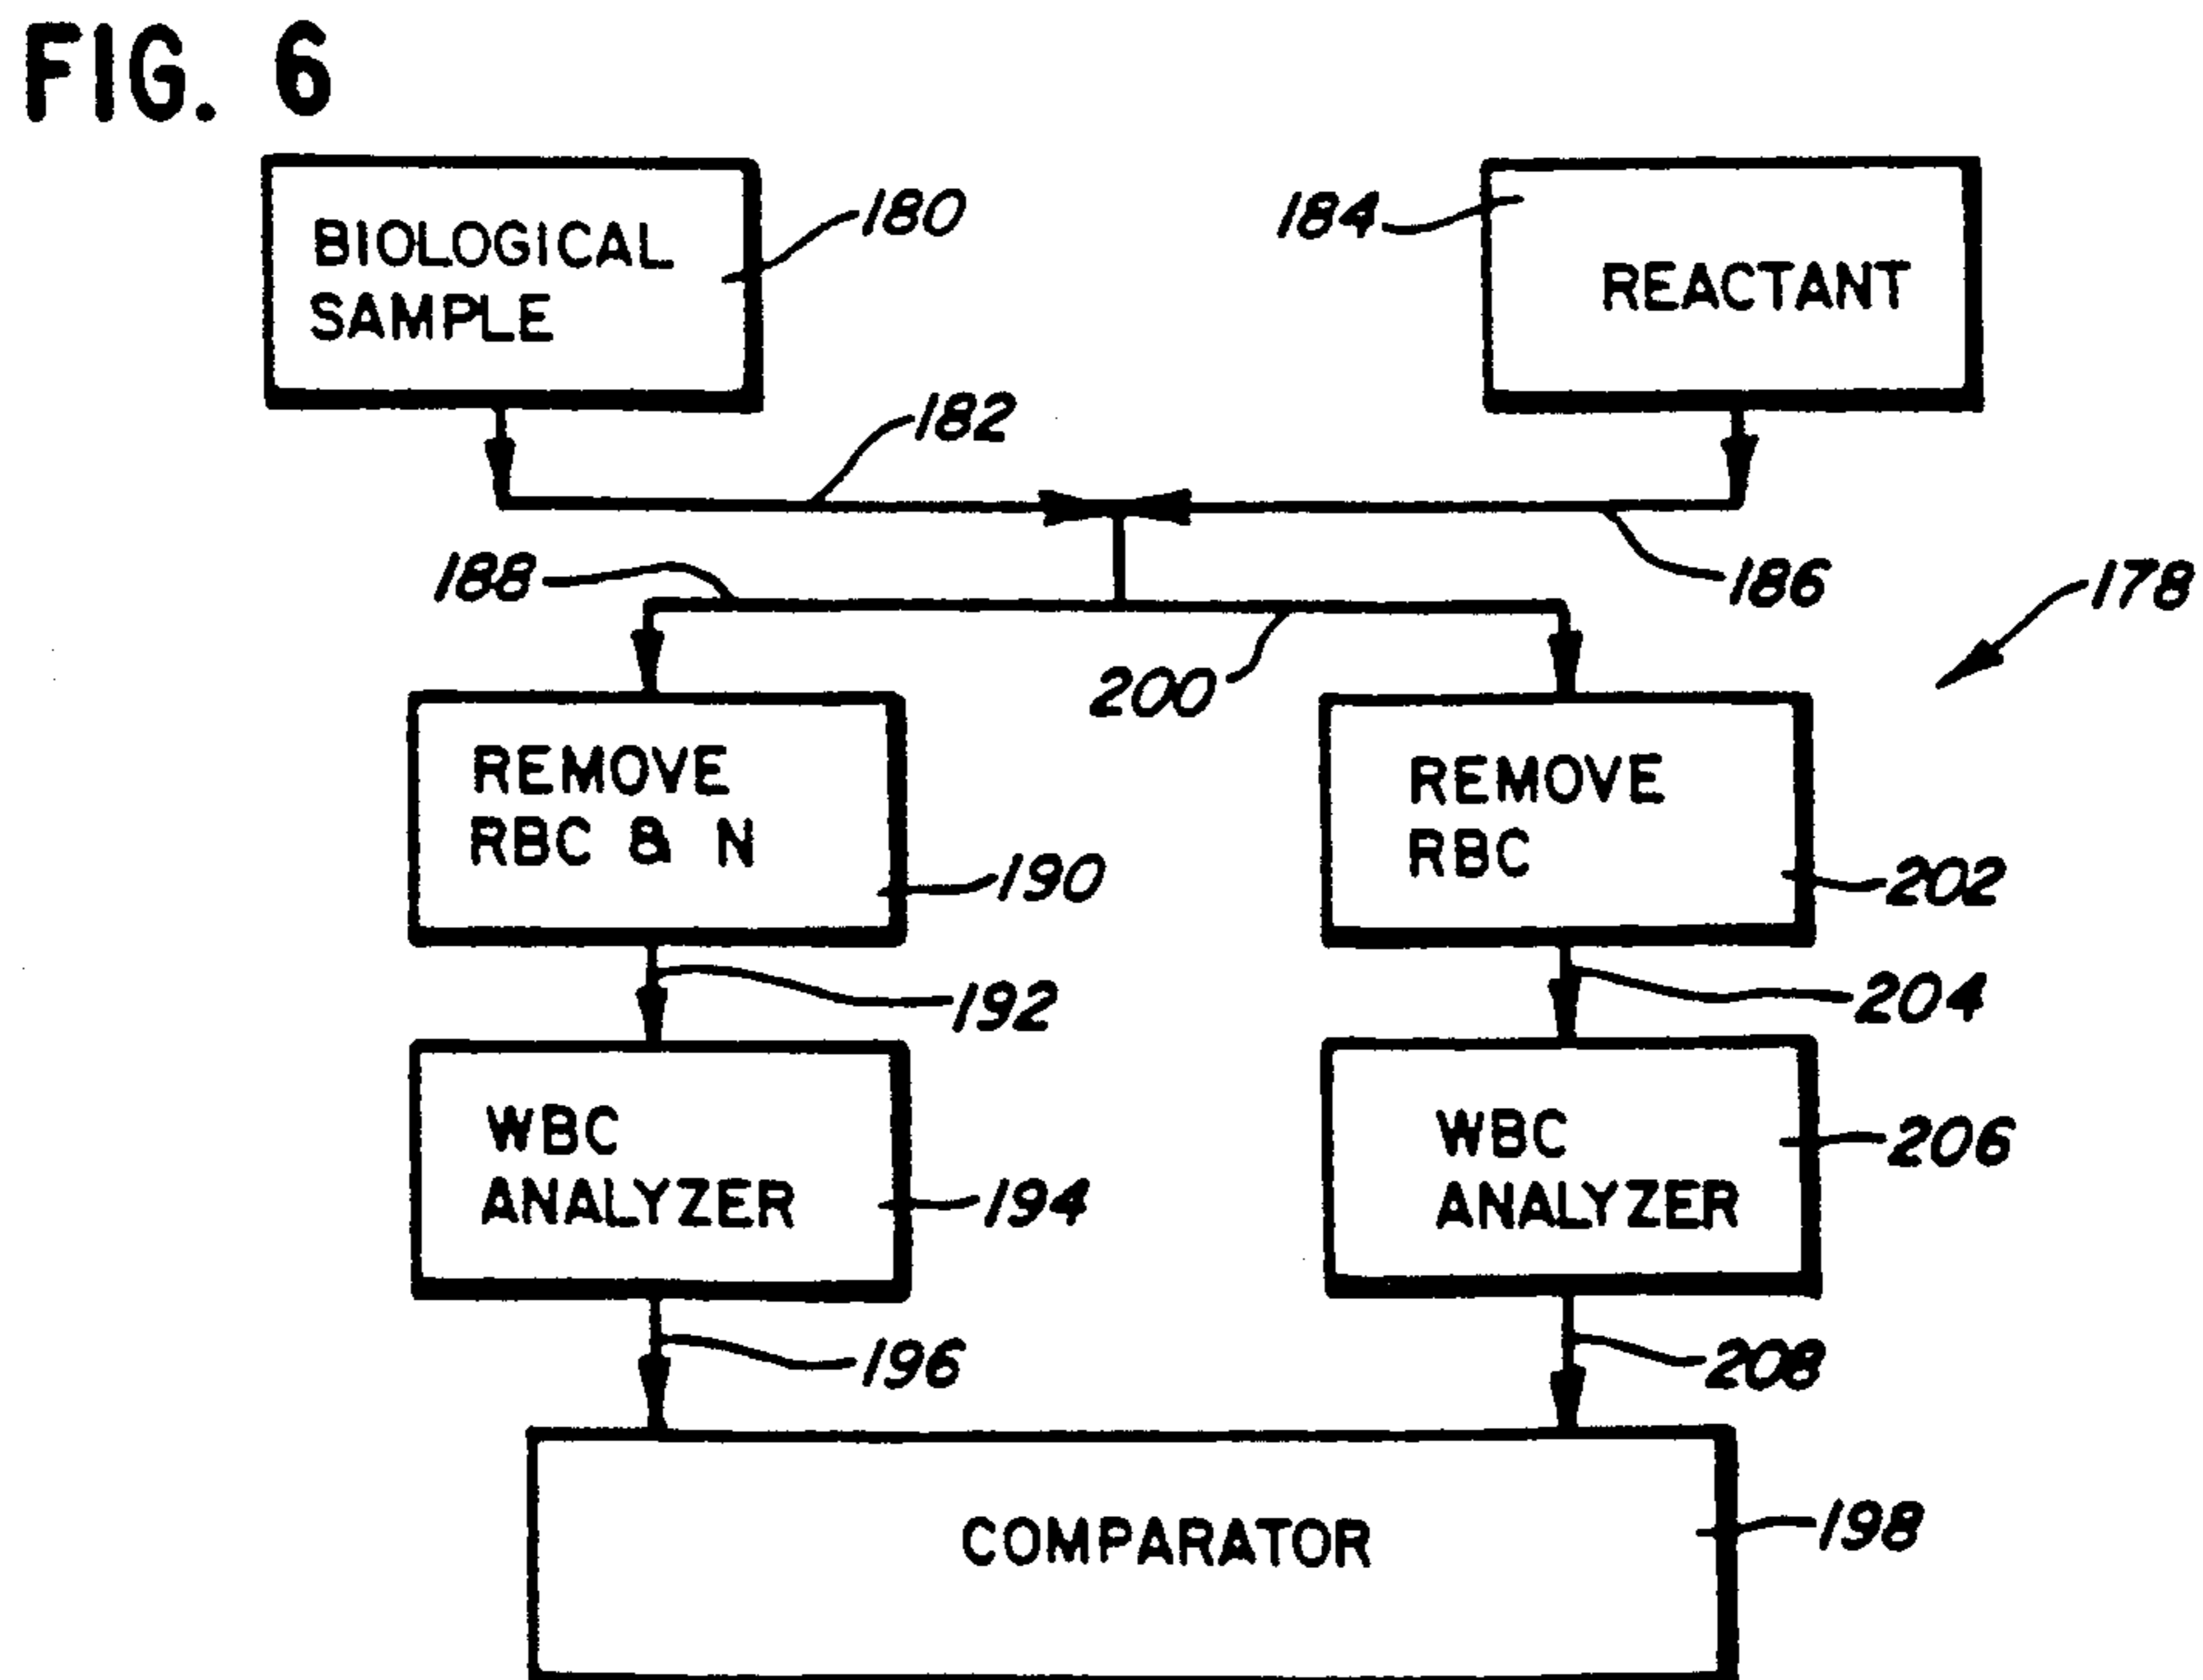 FIG. 6
BIOLOGICAL
SAMPLE
180
184
REACTANT
182
188
186
178
200
REMOVE
RBC & N
190
REMOVE
RBC
202
192
204
WBC
ANALYZER
194
WBC
ANALYZER
206
196
208
COMPARATOR
198